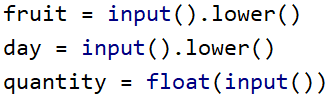 fruit = input().lower()
day = input().lower()
quantity = float(input())